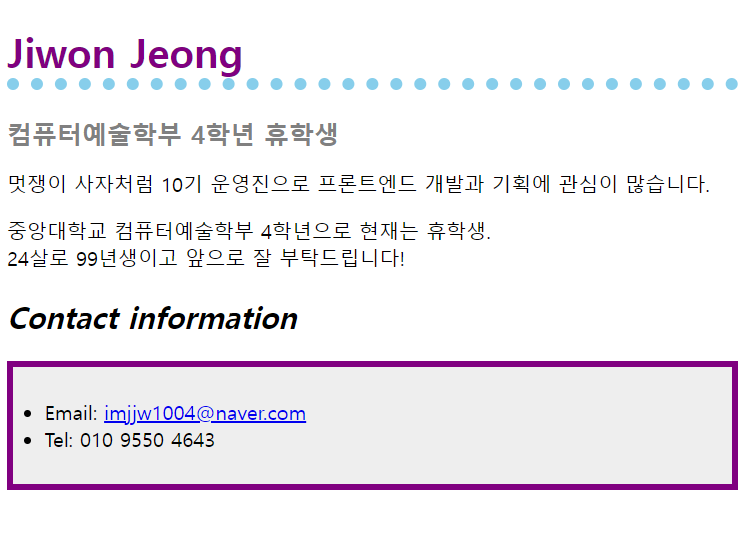 Jiwon Jeong
컴퓨터예술학부 4학년 휴학생
멋쟁이 사자처럼 10기 운영진으로 프론트엔드 개발과 기획에 관심이 많습니다.
중앙대학교 컴퓨터예술학부 4학년으로 현재는 휴학생.
24살로 99년생이고 앞으로 잘 부탁드립니다!
Contact information
Email: imjjw1004@naver.com
Tel: 010 9550 4643